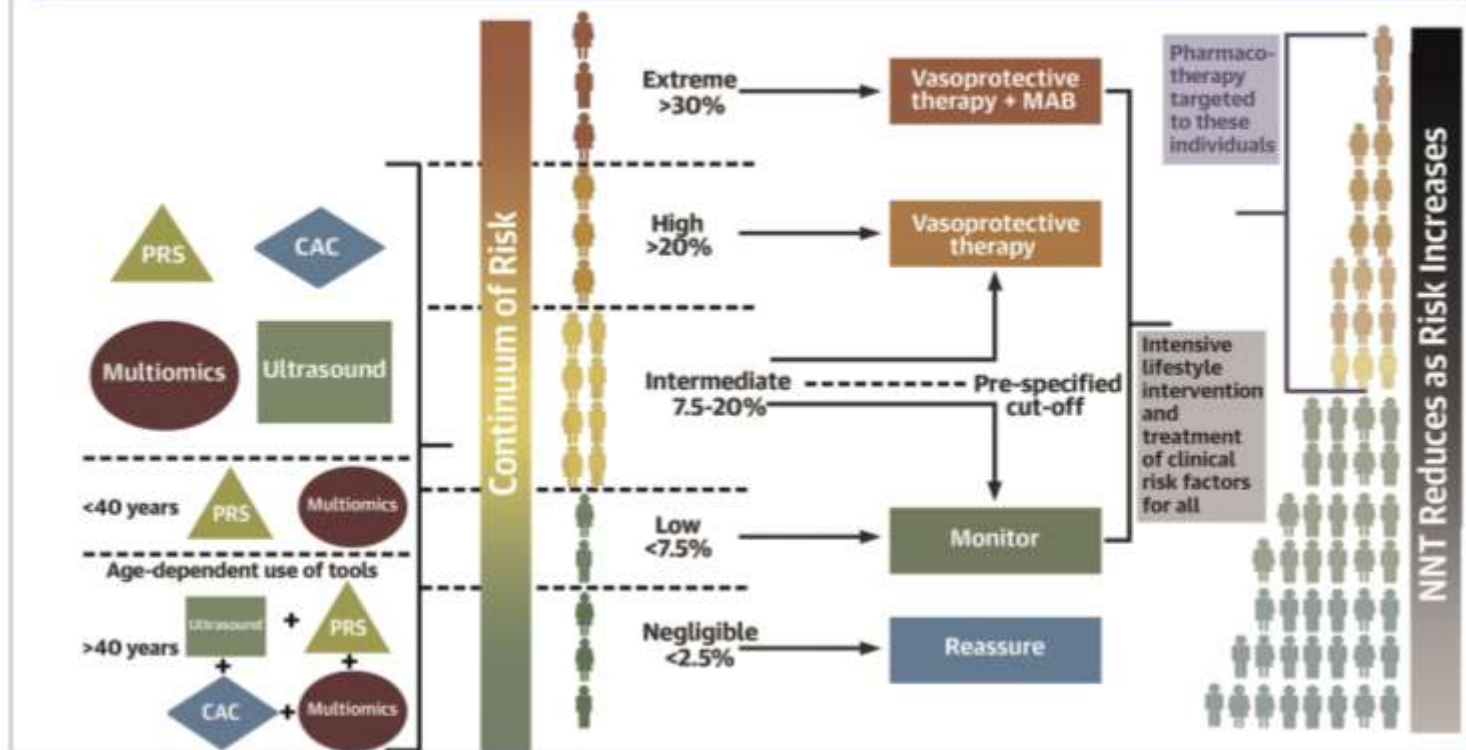 PRS
CAC
Multiomics
Ultrasound
<40 years
PRS
Multiomics
Age-dependent use of tools
>40 years
Ultrasound
+
PRS
+
+
CAC
+
Multiomics
Continuum of Risk
Extreme
>30%
Vasoprotective
therapy + MAB
High
>20%
Vasoprotective
therapy
Intermediate
7.5-20%
Pre-specified
cut-off
Low
<7.5%
Monitor
Negligible
<2.5%
Reassure
Pharmaco-
therapy
targeted
to these
individuals
Intensive
lifestyle
intervention
and
treatment
of clinical
risk factors
for all
NNT Reduces as Risk Increases